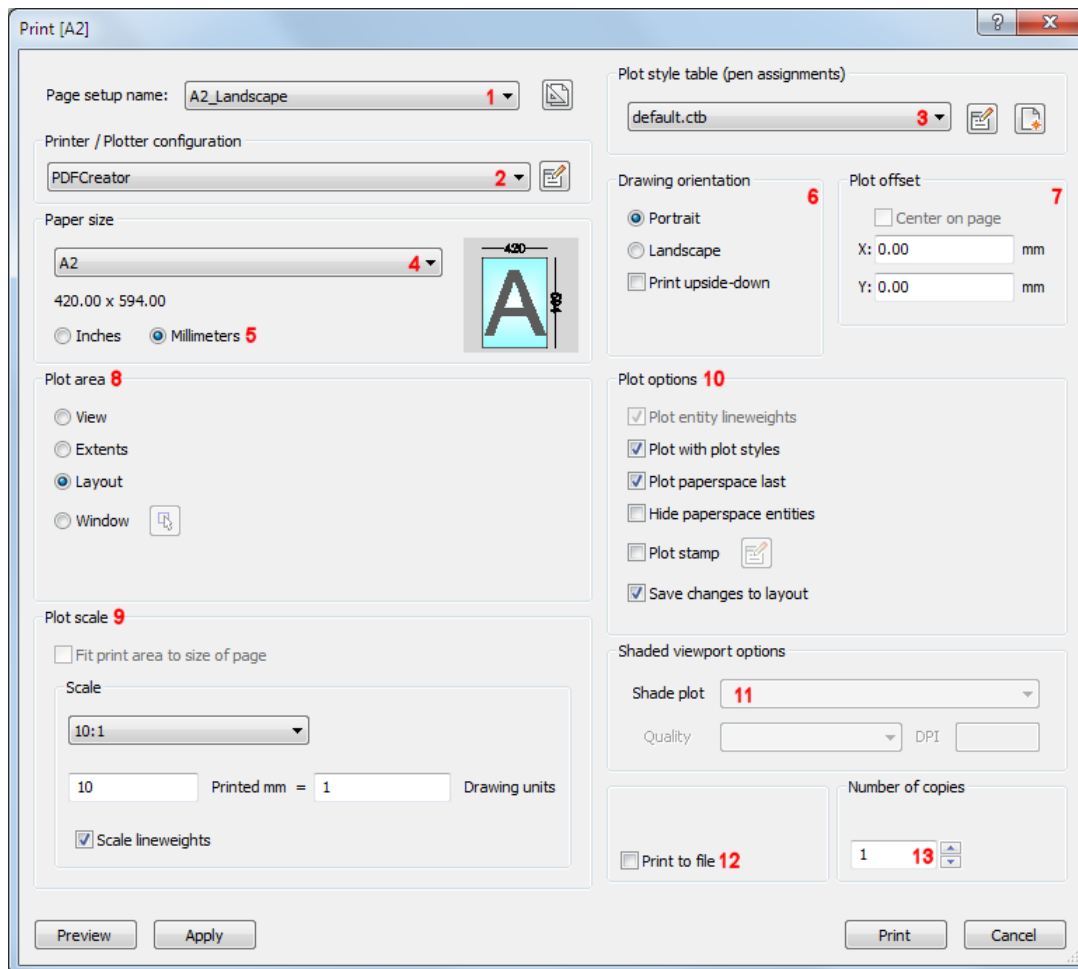 Print [A2]
Page setup name: A2_Landscape 1
Printer / Plotter configuration
PDFCreator 2
Paper size
A2 4
420.00 x 594.00
Inches Millimeters 5
420
594
A
Plot area 8
View
Extents
Layout
Window
Plot scale 9
Fit print area to size of page
Scale
10:1
10 Printed mm = 1 Drawing units
Scale lineweights
Plot style table (pen assignments)
default.ctb 3
Drawing orientation 6
Portrait
Landscape
Print upside-down
Plot offset 7
Center on page
X: 0.00 mm
Y: 0.00 mm
Plot options 10
Plot entity lineweights
Plot with plot styles
Plot paperspace last
Hide paperspace entities
Plot stamp
Save changes to layout
Shaded viewport options
Shade plot 11
Quality DPI
Print to file 12
Number of copies
1 13
Preview Apply Print Cancel